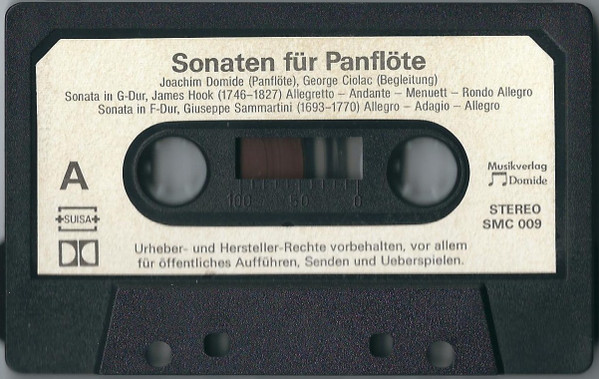 Sonaten für Panflöte
Joachim Domide (Panflöte), George Ciolac (Begleitung)
Sonata in G-Dur, James Hook (1746–1827) Allegretto – Andante – Menuett – Rondo Allegro
Sonata in F-Dur, Giuseppe Sammartini (1693–1770) Allegro – Adagio – Allegro
A
SUISA
100 50 0
Musikverlag
Domide
STEREO
SMC 009
Urheber- und Hersteller-Rechte vorbehalten, vor allem
für öffentliches Aufführen, Senden und Ueberspielen.